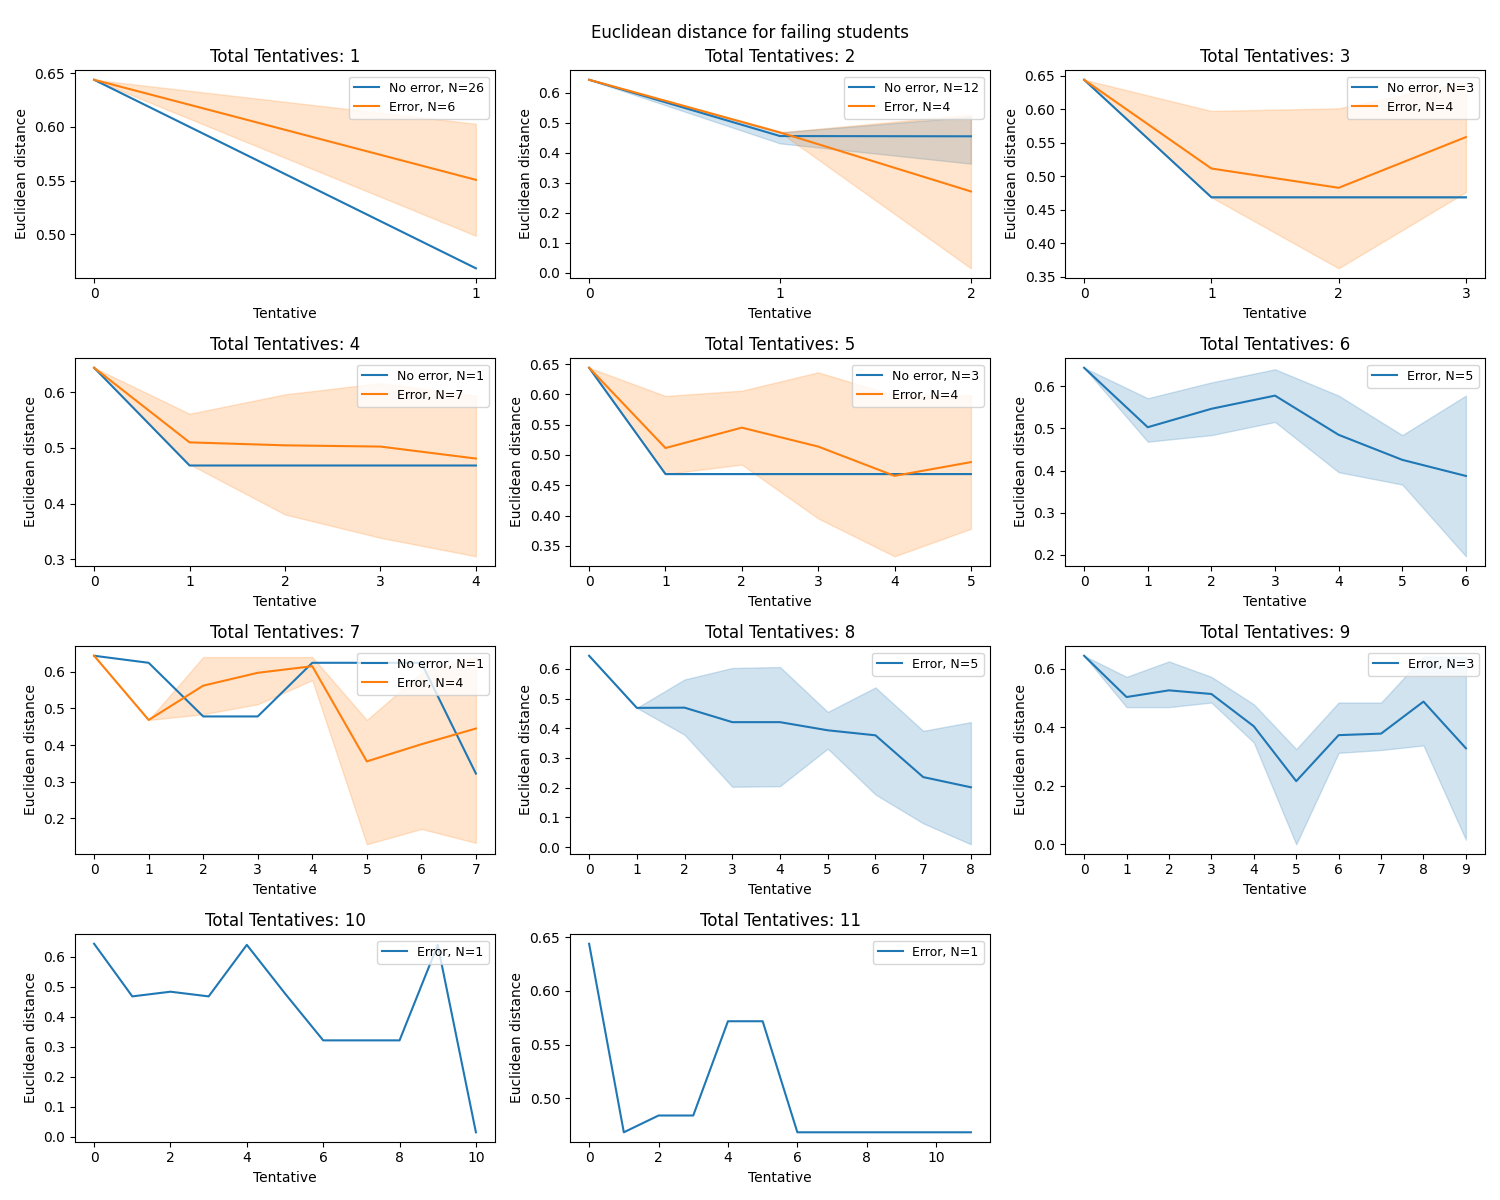 Euclidean distance for failing students
Total Tentatives: 1
0.65
0.60
0.55
0.50
Euclidean distance
No error, N=26
Error, N=6
0
1
Tentative
Total Tentatives: 2
0.6
0.5
0.4
0.3
0.2
0.1
0.0
Euclidean distance
No error, N=12
Error, N=4
0
1
2
Tentative
Total Tentatives: 3
0.65
0.60
0.55
0.50
0.45
0.40
0.35
Euclidean distance
No error, N=3
Error, N=4
0
1
2
3
Tentative
Total Tentatives: 4
0.6
0.5
0.4
0.3
Euclidean distance
No error, N=1
Error, N=7
0
1
2
3
4
Tentative
Total Tentatives: 5
0.65
0.60
0.55
0.50
0.45
0.40
0.35
Euclidean distance
No error, N=3
Error, N=4
0
1
2
3
4
5
Tentative
Total Tentatives: 6
0.6
0.5
0.4
0.3
0.2
Euclidean distance
Error, N=5
0
1
2
3
4
5
6
Tentative
Total Tentatives: 7
0.6
0.5
0.4
0.3
0.2
Euclidean distance
No error, N=1
Error, N=4
0
1
2
3
4
5
6
7
Tentative
Total Tentatives: 8
0.6
0.5
0.4
0.3
0.2
0.1
0.0
Euclidean distance
Error, N=5
0
1
2
3
4
5
6
7
8
Tentative
Total Tentatives: 9
0.6
0.4
0.2
0.0
Euclidean distance
Error, N=3
0
1
2
3
4
5
6
7
8
9
Tentative
Total Tentatives: 10
0.6
0.5
0.4
0.3
0.2
0.1
0.0
Euclidean distance
Error, N=1
0
2
4
6
8
10
Tentative
Total Tentatives: 11
0.65
0.60
0.55
0.50
Euclidean distance
Error, N=1
0
2
4
6
8
10
Tentative